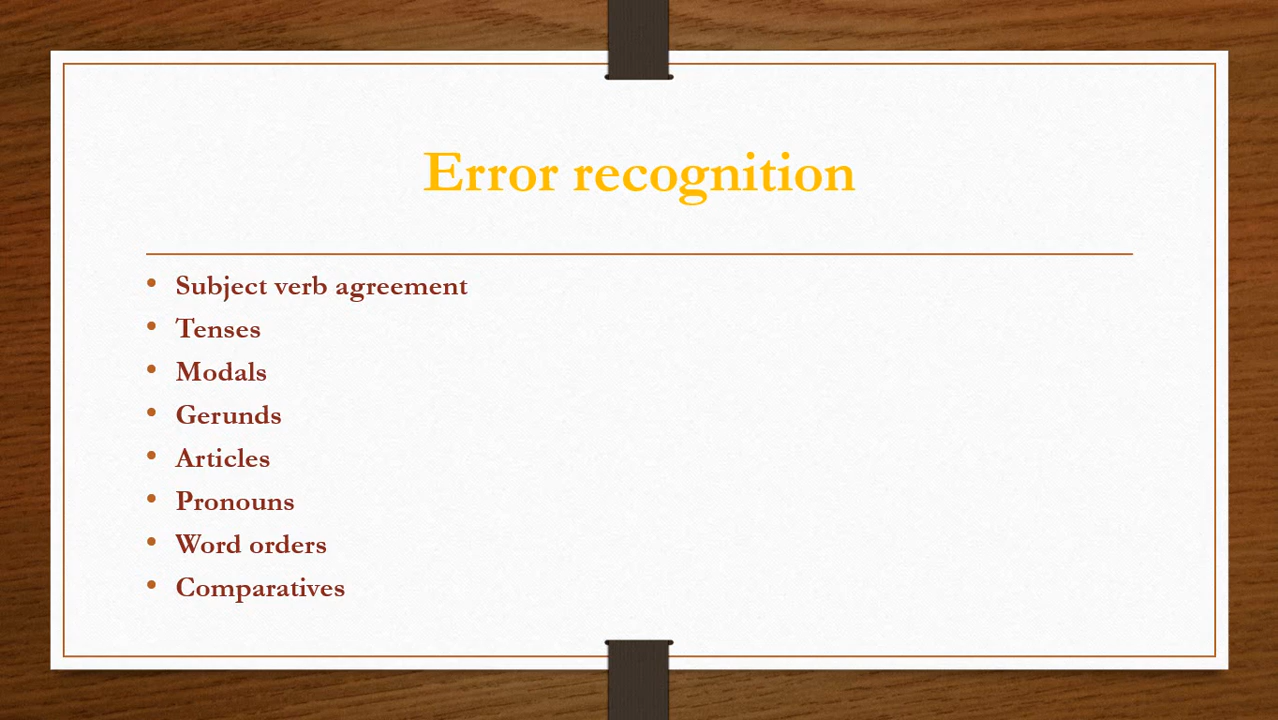 Error recognition
• Subject verb agreement
• Tenses
• Modals
• Gerunds
• Articles
• Pronouns
• Word orders
• Comparatives